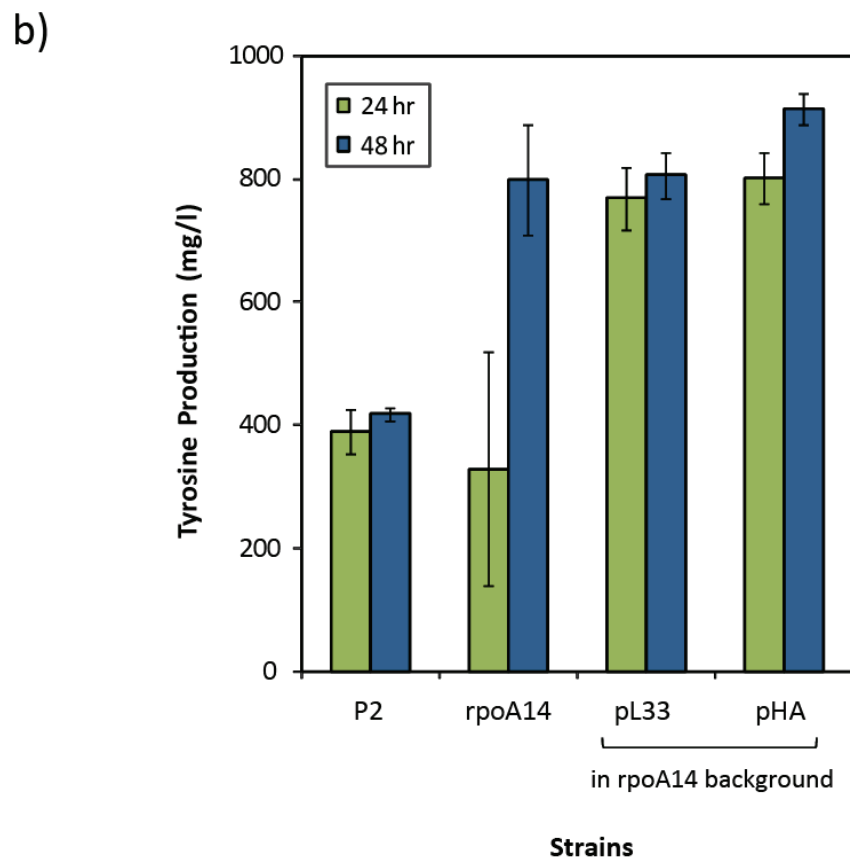 b)
1000
24 hr
48 hr
800
600
400
200
0
Tyrosine Production (mg/l)
P2 rpoA14 pL33 pHA
in rpoA14 background
Strains